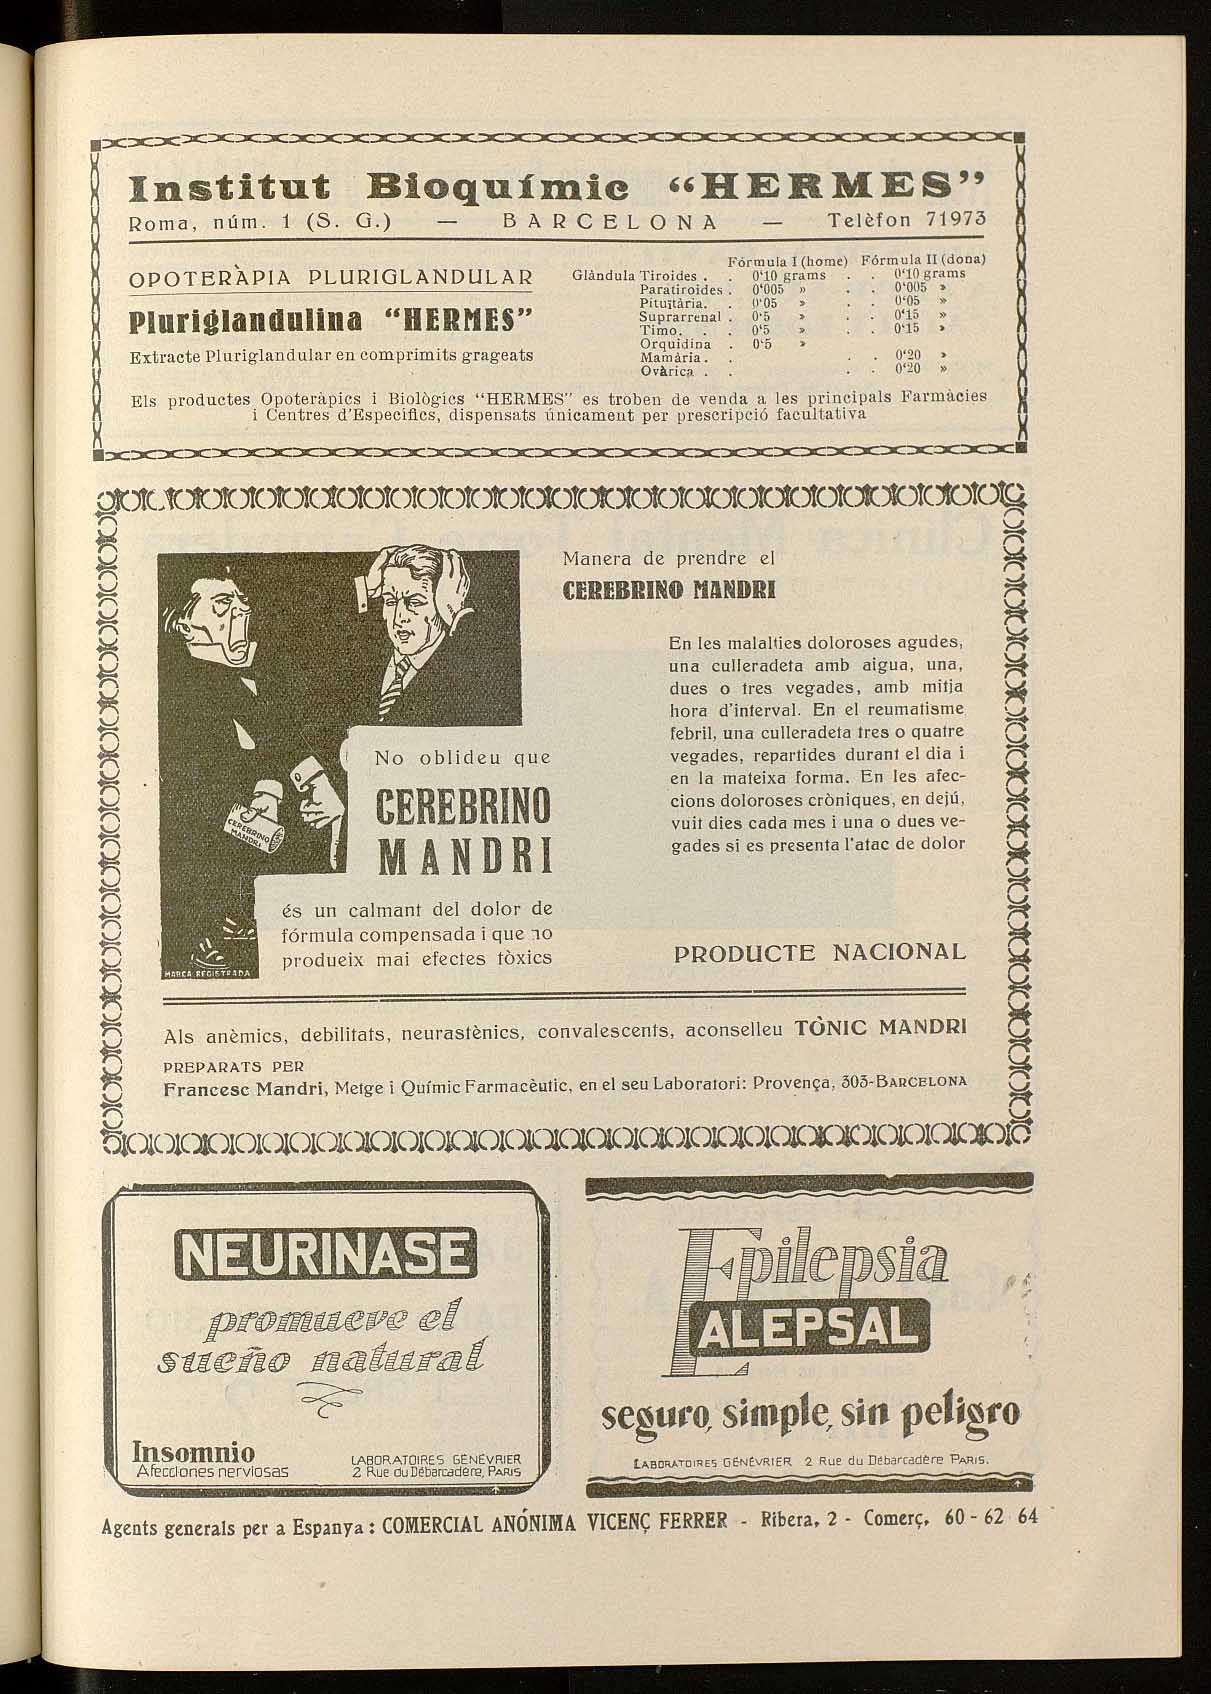 Institut Bioquímic “HERMES”
Roma, núm. 1 (S. G.) — BARCELONA — Telèfon 71973
OPOTERÀPIA PLURIGLANDULAR
Pluriglandulina “HERMES”
Extracte Pluriglandular en comprimits grageats
Fórmula I (home) Fórmula II (dona)
Glàndula Tiroides . . 0‘10 grams . . 0‘10 grams
Paratiroides . 0‘005 » . . 0‘005 »
Pituïtària. . 0‘05 » . . 0‘05 »
Suprarrenal . 0‘5 » . . 0‘15 »
Timo. . . 0‘5 » . . 0‘15 »
Orquidina . 0‘5 »
Mamària . . . . 0‘20 »
Ovàrica . . . . 0‘20 »
Els productes Opoteràpics i Biològics “HERMES” es troben de venda a les principals Farmàcies
i Centres d’Específics, dispensats únicament per prescripció facultativa
Manera de prendre el
CEREBRINO MANDRI
En les malalties doloroses agudes,
una culleradeta amb aigua, una,
dues o tres vegades, amb mitja
hora d’interval. En el reumatisme
febril, una culleradeta tres o quatre
vegades, repartides durant el dia i
en la mateixa forma. En les afec-
cions doloroses cròniques, en dejú,
vuit dies cada mes i una o dues ve-
gades si es presenta l’atac de dolor
PRODUCTE NACIONAL
CEREBRINO
MANDRI
No oblideu que
CEREBRINO
MANDRI
és un calmant del dolor de
fórmula compensada i que no
produeix mai efectes tòxics
MARCA REGISTRADA
Als anèmics, debilitats, neurastènics, convalescents, aconselleu TÒNIC MANDRI
PREPARATS PER
Francesc Mandri, Metge i Químic Farmacèutic, en el seu Laboratori: Provença, 303-BARCELONA
NEURINASE
promueve el
sueño natural
Insomnio
Afecciones nerviosas
LABORATOIRES GÉNÉVRIER
2 Rue du Débarcadère, PARIS
Epilepsia
ALEPSAL
seguro, simple, sin peligro
LABORATOIRES GÉNÉVRIER 2 Rue du Débarcadère PARIS.
Agents generals per a Espanya: COMERCIAL ANÓNIMA VICENÇ FERRER - Ribera, 2 - Comerç, 60 - 62 64